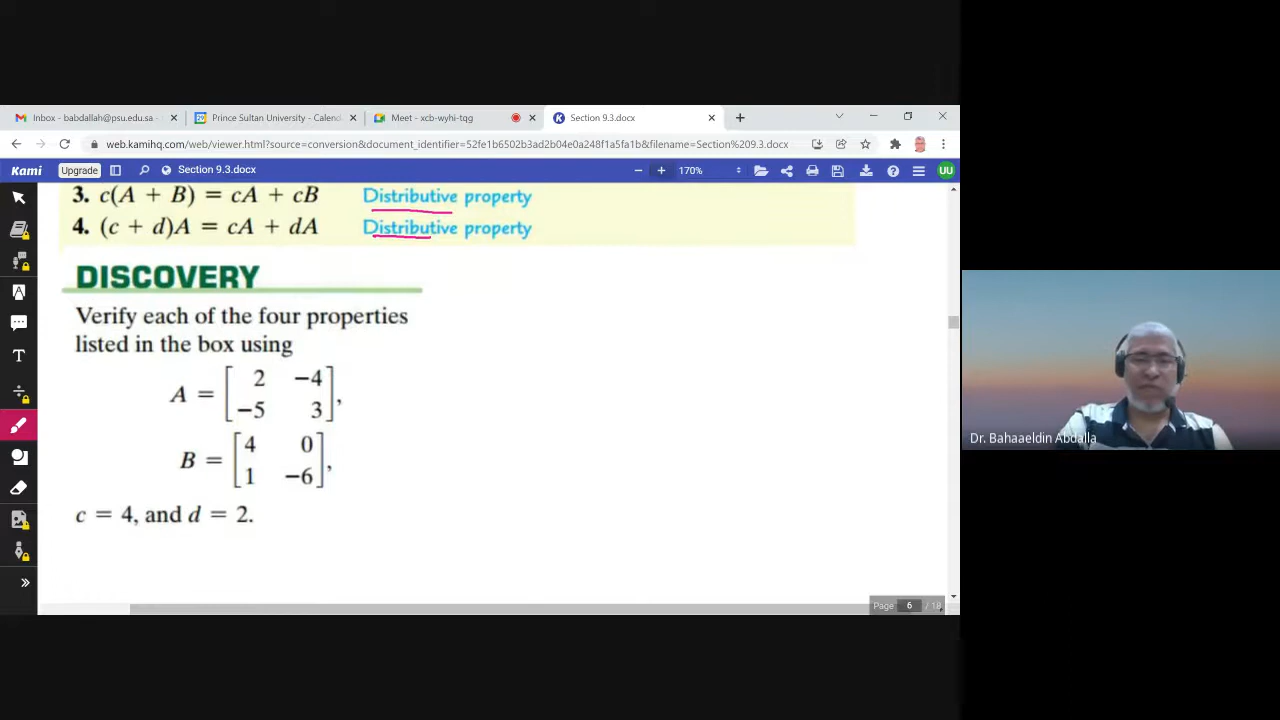 Inbox - babdallah@psu.edu.sa -
Prince Sultan University - Calend
Meet - xcb-wyhi-tqg
Section 9.3.docx
web.kamihq.com/web/viewer.html?source=conversion&document_identifier=52fe1b6502b3ad2b04e0a248f1a5fa1b&filename=Section%209.3.docx
Kami Upgrade Section 9.3.docx 170% UU
3. c(A + B) = cA + cB Distributive property
4. (c + d)A = cA + dA Distributive property
DISCOVERY
Verify each of the four properties
listed in the box using
A = [ 2 −4
−5 3 ],
B = [ 4 0
1 −6 ],
c = 4, and d = 2.
Page 6 / 18
Dr. Bahaaeldin Abdalla